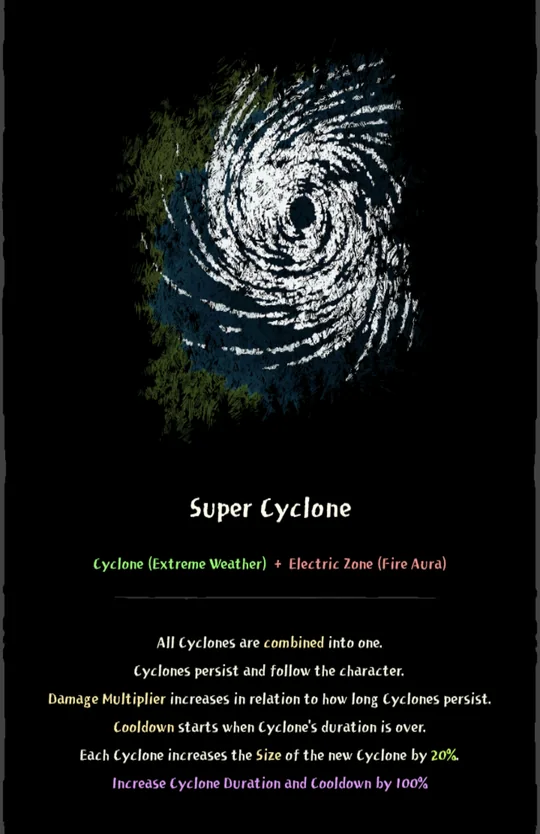 Super Cyclone
Cyclone (Extreme Weather) + Electric Zone (Fire Aura)
All Cyclones are combined into one.
Cyclones persist and follow the character.
Damage Multiplier increases in relation to how long Cyclones persist.
Cooldown starts when Cyclone's duration is over.
Each Cyclone increases the Size of the new Cyclone by 20%.
Increase Cyclone Duration and Cooldown by 100%